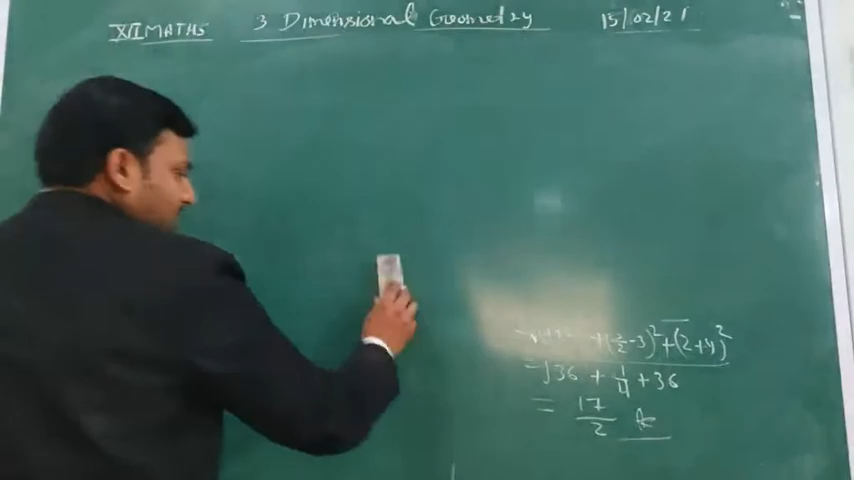 XII MATHS 3 Dimensional Geometry 15/02/21
+ (5/2 - 3)² + (2+4)²
= √36 + 1/4 + 36
= 17/2